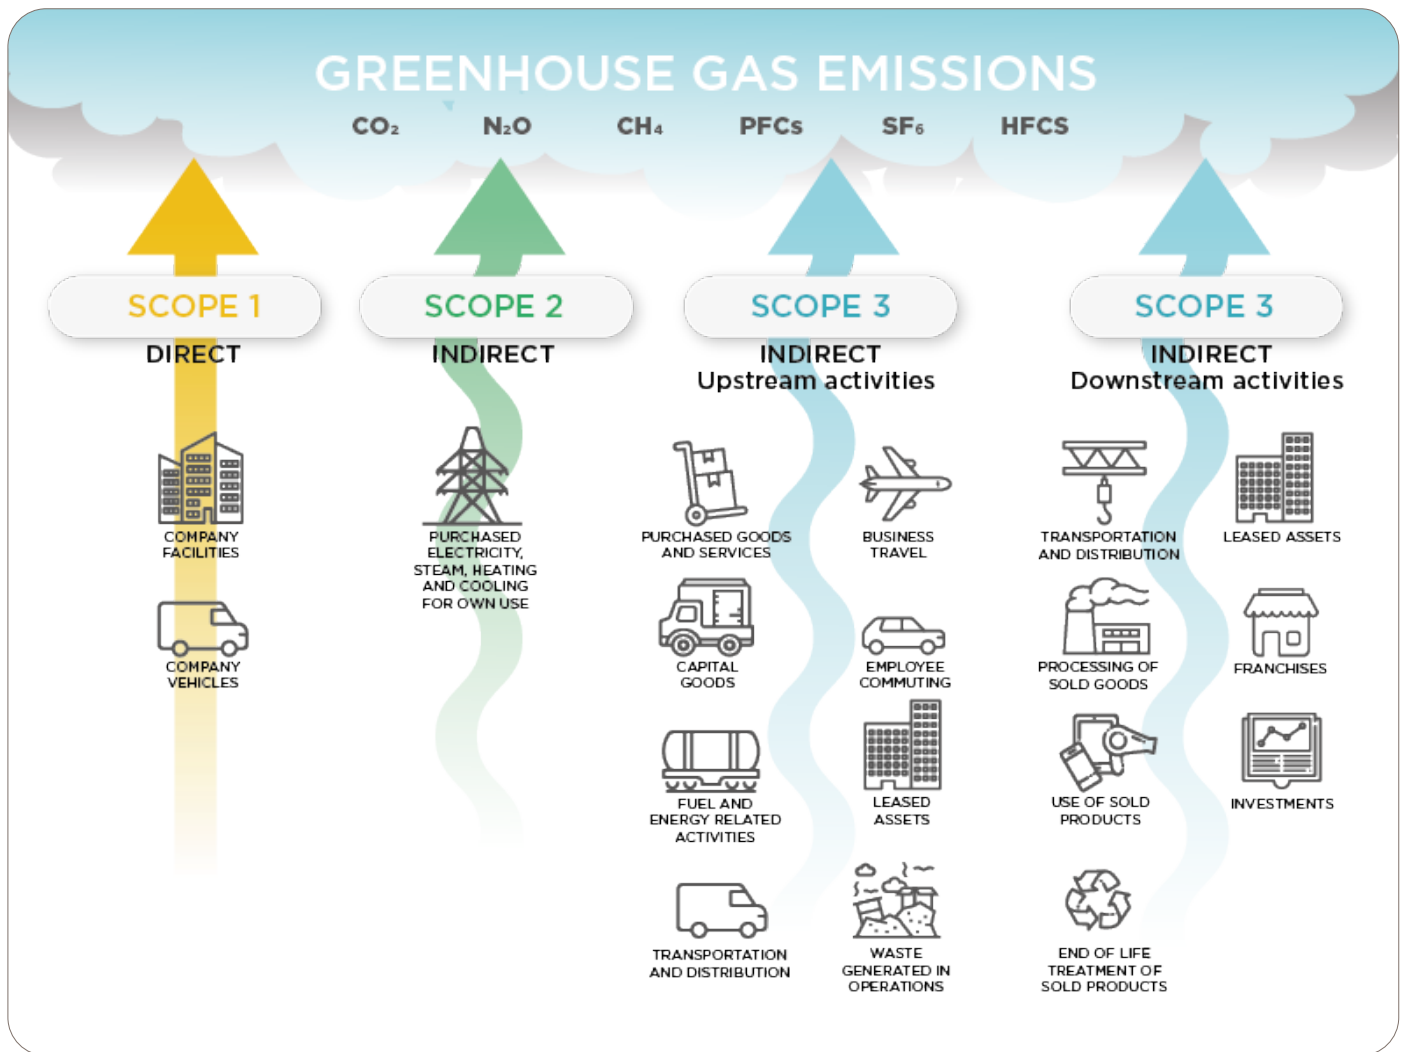 GREENHOUSE GAS EMISSIONS
CO₂ N₂O CH₄ PFCs SF₆ HFCS
SCOPE 1
DIRECT
COMPANY
FACILITIES
COMPANY
VEHICLES
SCOPE 2
INDIRECT
PURCHASED
ELECTRICITY,
STEAM, HEATING
AND COOLING
FOR OWN USE
SCOPE 3
INDIRECT
Upstream activities
PURCHASED GOODS
AND SERVICES
BUSINESS
TRAVEL
CAPITAL
GOODS
EMPLOYEE
COMMUTING
FUEL AND
ENERGY RELATED
ACTIVITIES
LEASED
ASSETS
TRANSPORTATION
AND DISTRIBUTION
WASTE
GENERATED IN
OPERATIONS
SCOPE 3
INDIRECT
Downstream activities
TRANSPORTATION
AND DISTRIBUTION
LEASED ASSETS
PROCESSING OF
SOLD GOODS
FRANCHISES
USE OF SOLD
PRODUCTS
INVESTMENTS
END OF LIFE
TREATMENT OF
SOLD PRODUCTS